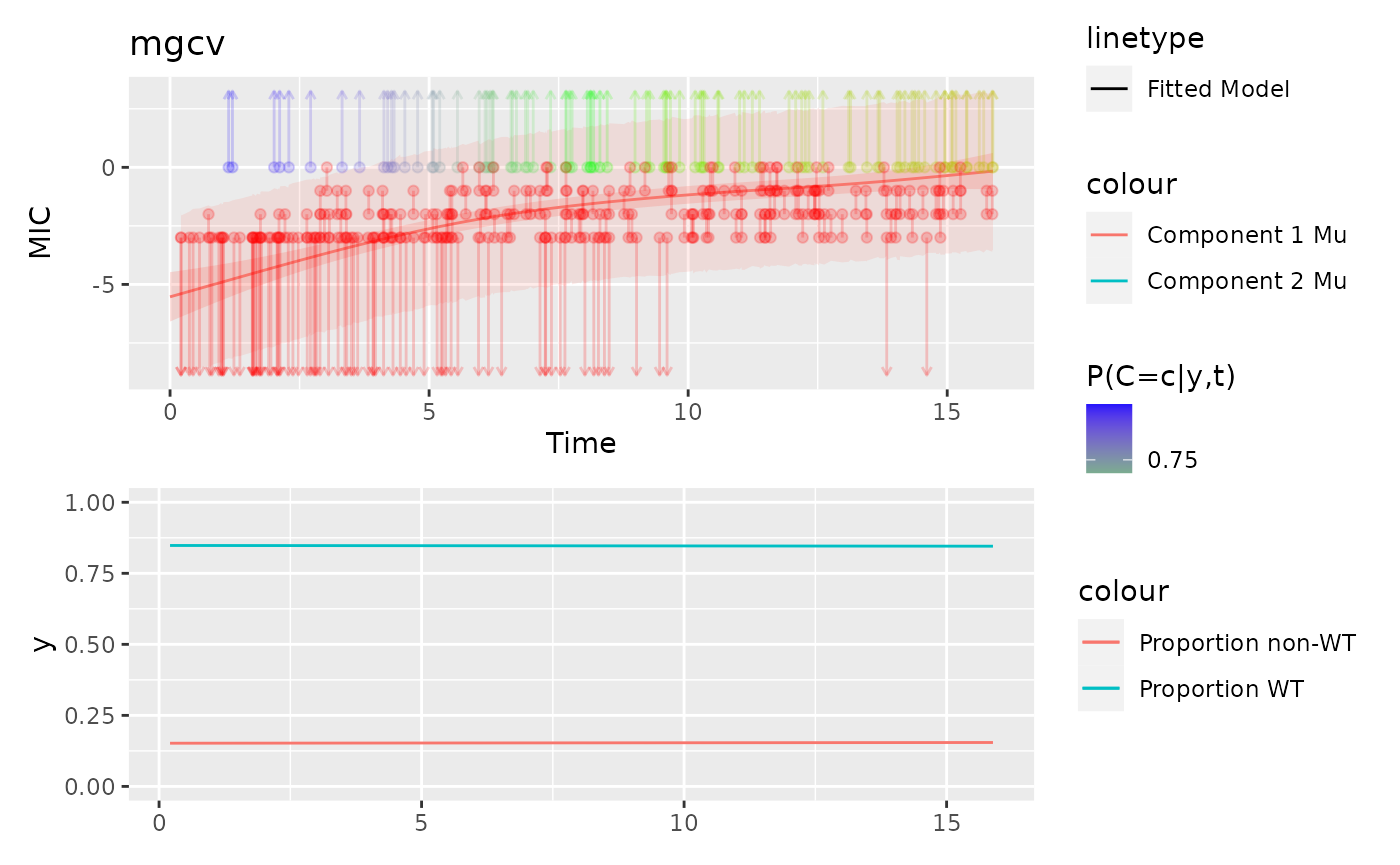 mgcv
MIC
0
-5
0
5
10
15
Time
linetype
Fitted Model
colour
Component 1 Mu
Component 2 Mu
P(C=c|y,t)
0.75
y
1.00
0.75
0.50
0.25
0.00
0
5
10
15
colour
Proportion non-WT
Proportion WT